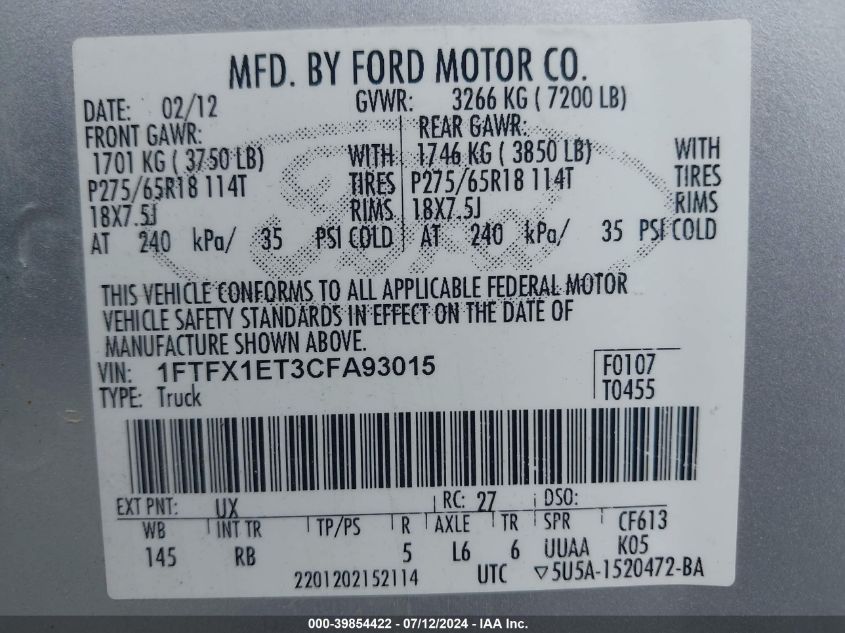 MFD. BY FORD MOTOR CO.
DATE: 02/12 GVWR: 3266 KG ( 7200 LB)
FRONT GAWR: REAR GAWR:
1701 KG ( 3750 LB) WITH 1746 KG ( 3850 LB) WITH
P275/65R18 114T TIRES P275/65R18 114T TIRES
18X7.5J RIMS 18X7.5J RIMS
AT 240 kPa/ 35 PSI COLD AT 240 kPa/ 35 PSI COLD
THIS VEHICLE CONFORMS TO ALL APPLICABLE FEDERAL MOTOR
VEHICLE SAFETY STANDARDS IN EFFECT ON THE DATE OF
MANUFACTURE SHOWN ABOVE.
VIN: 1FTFX1ET3CFA93015 F0107
TYPE: Truck T0455
EXT PNT: UX RC: 27 DSO:
WB INT TR TP/PS R AXLE TR SPR CF613
145 RB 5 L6 6 UUAA K05
2201202152114 UTC ▽5U5A-1520472-BA
000-39854422 - 07/12/2024 - IAA Inc.